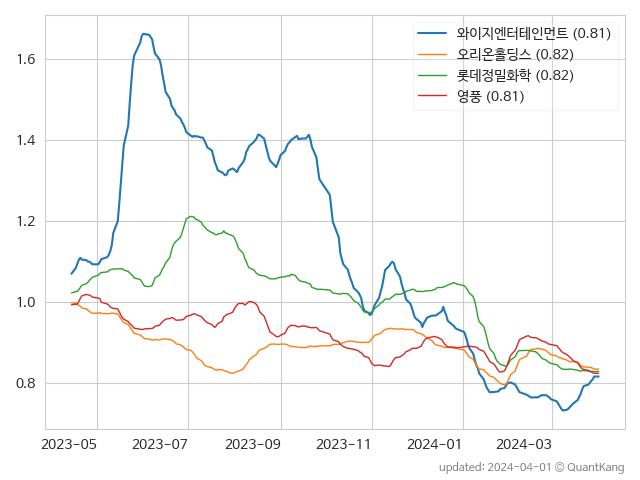 와이지엔터테인먼트 (0.81)
오리온홀딩스 (0.82)
롯데정밀화학 (0.82)
영풍 (0.81)
1.6
1.4
1.2
1.0
0.8
2023-05 2023-07 2023-09 2023-11 2024-01 2024-03
updated: 2024-04-01 © QuantKang